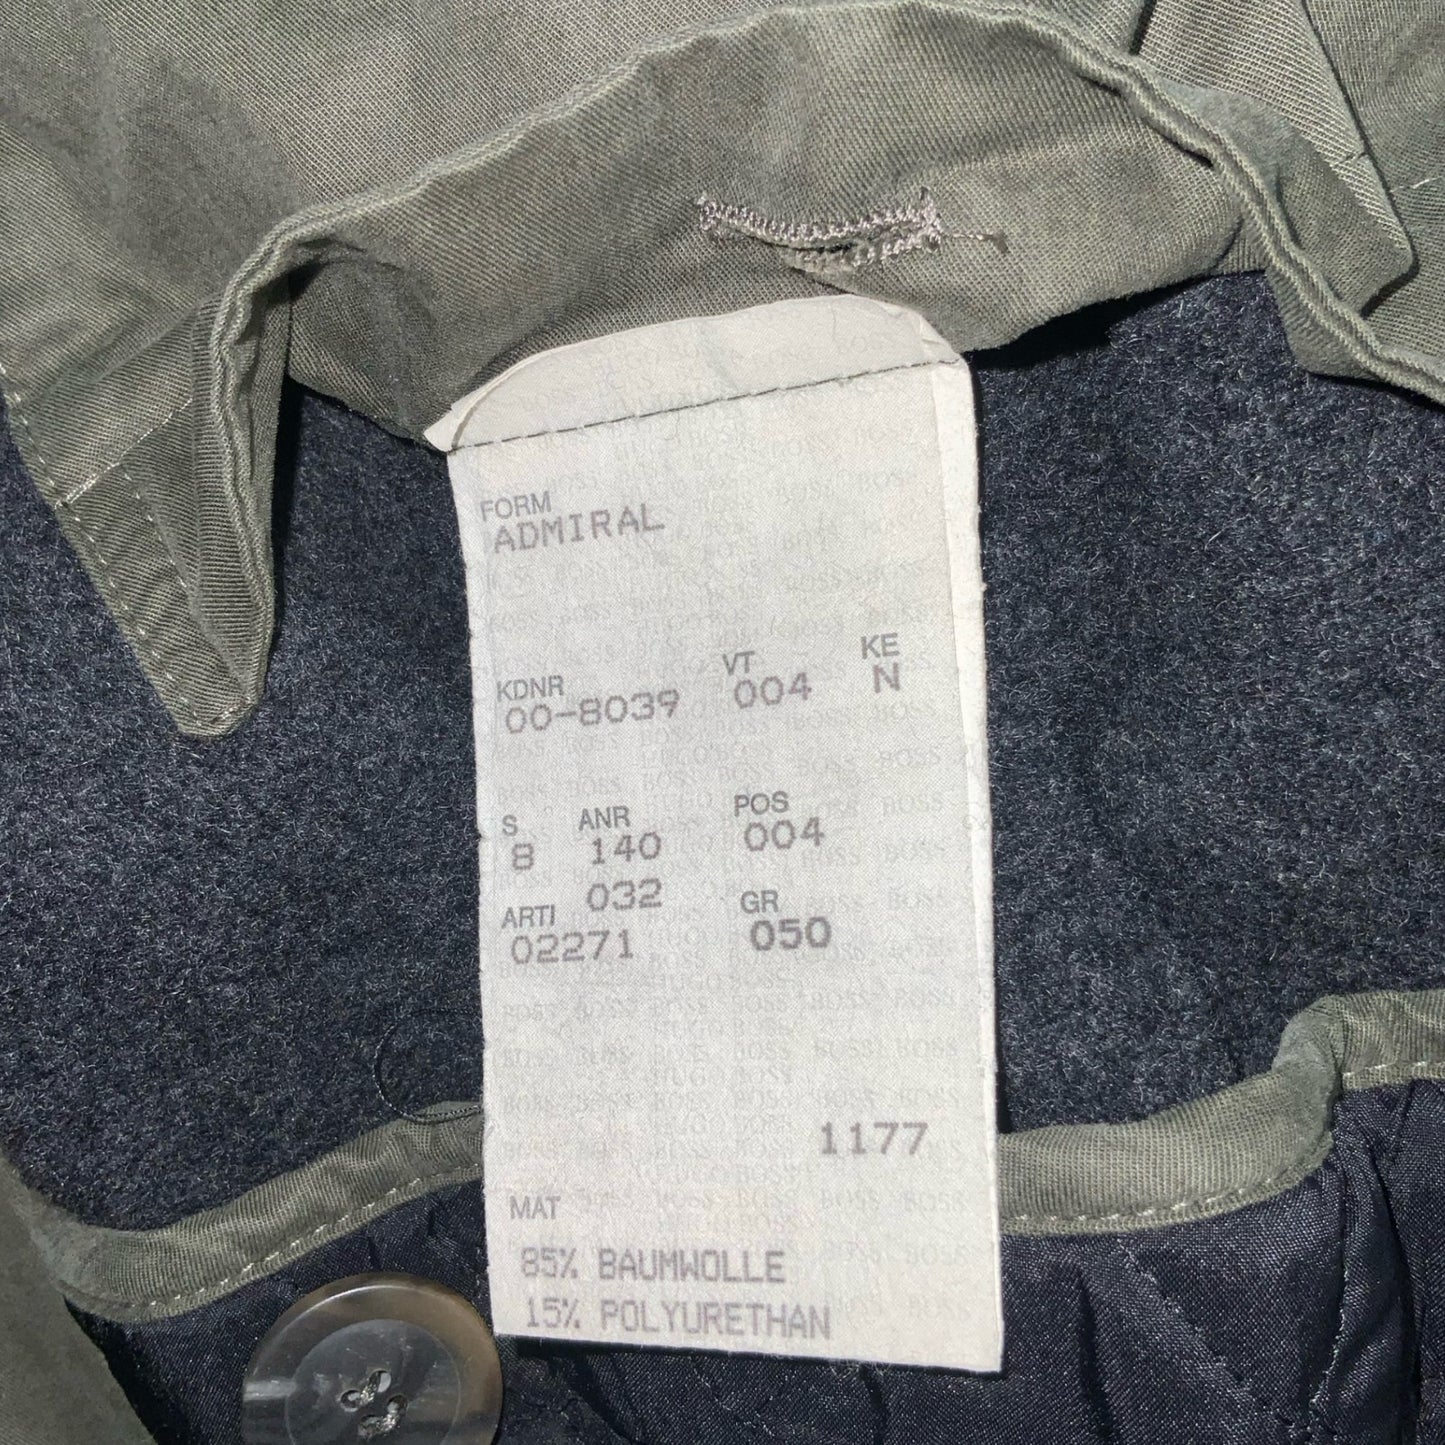 FORM
ADMIRAL
KDNR VT KE
00-8039 004 N
S ANR POS
8 140 004
032
ARTI GR
02271 050
1177
MAT
85% BAUMWOLLE
15% POLYURETHAN